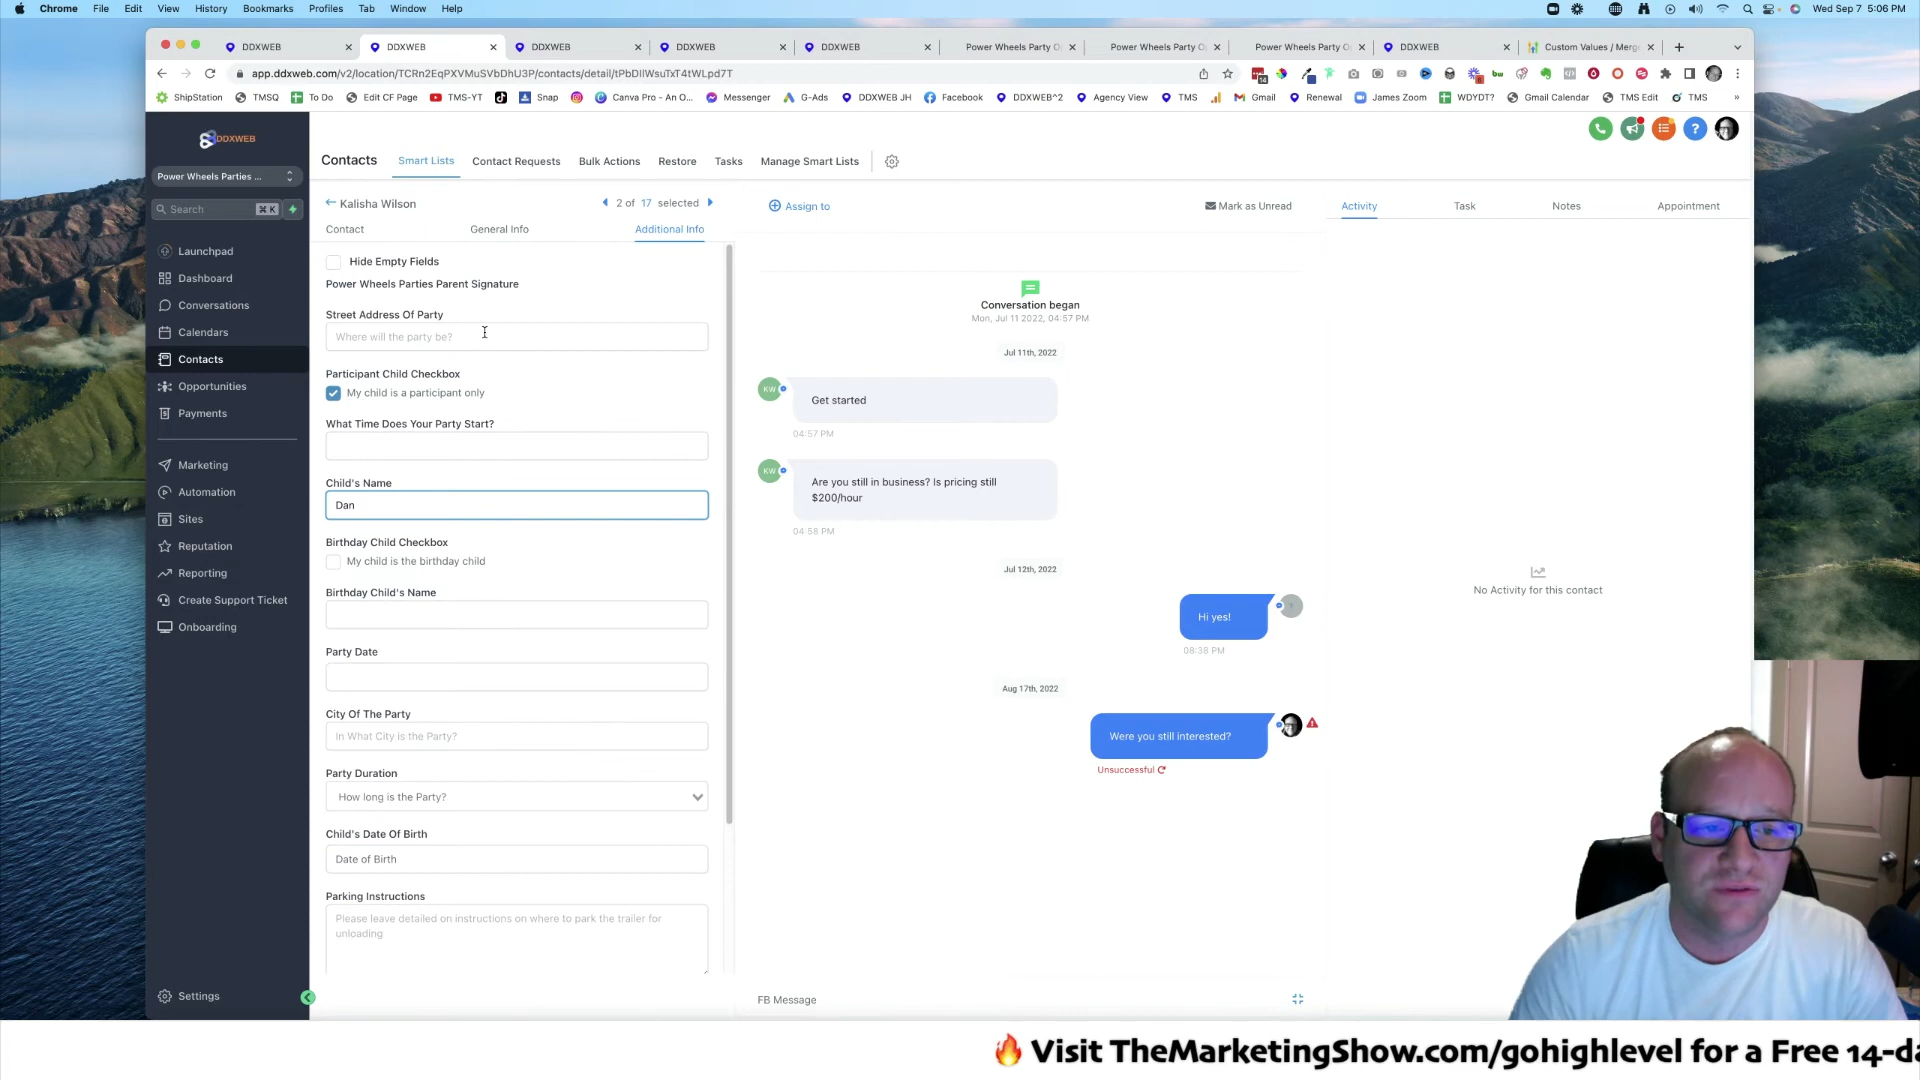 Chrome File Edit View History Bookmarks Profiles Tab Window Help
Wed Sep 7 5:06 PM
DDXWEB DDXWEB DDXWEB DDXWEB DDXWEB Power Wheels Party O Power Wheels Party O Power Wheels Party O DDXWEB Custom Values / Merge
app.ddxweb.com/v2/location/TCRn2EqPXVMuSVbDhU3P/contacts/detail/tPbDIlWsuTxT4tWLpd7T
ShipStation TMSQ To Do Edit CF Page TMS-YT Snap Canva Pro - An O... Messenger G-Ads DDXWEB JH Facebook DDXWEB^2 Agency View TMS Gmail Renewal James Zoom WDYDT? Gmail Calendar TMS Edit TMS »
DDXWEB
Power Wheels Parties ...
Search ⌘ K
Launchpad
Dashboard
Conversations
Calendars
Contacts
Opportunities
Payments
Marketing
Automation
Sites
Reputation
Reporting
Create Support Ticket
Onboarding
Settings
Contacts Smart Lists Contact Requests Bulk Actions Restore Tasks Manage Smart Lists
Kalisha Wilson 2 of 17 selected
Contact General Info Additional Info
Hide Empty Fields
Power Wheels Parties Parent Signature
Street Address Of Party
Where will the party be?
Participant Child Checkbox
My child is a participant only
What Time Does Your Party Start?
Child's Name
Dan
Birthday Child Checkbox
My child is the birthday child
Birthday Child's Name
Party Date
City Of The Party
In What City is the Party?
Party Duration
How long is the Party?
Child's Date Of Birth
Date of Birth
Parking Instructions
Please leave detailed on instructions on where to park the trailer for
unloading
Assign to
Mark as Unread
Conversation began
Mon, Jul 11 2022, 04:57 PM
Jul 11th, 2022
KW
Get started
04:57 PM
KW
Are you still in business? Is pricing still
$200/hour
04:58 PM
Jul 12th, 2022
Hi yes!
?
08:38 PM
Aug 17th, 2022
Were you still interested?
Unsuccessful
FB Message
Activity Task Notes Appointment
No Activity for this contact
Visit TheMarketingShow.com/gohighlevel for a Free 14-da